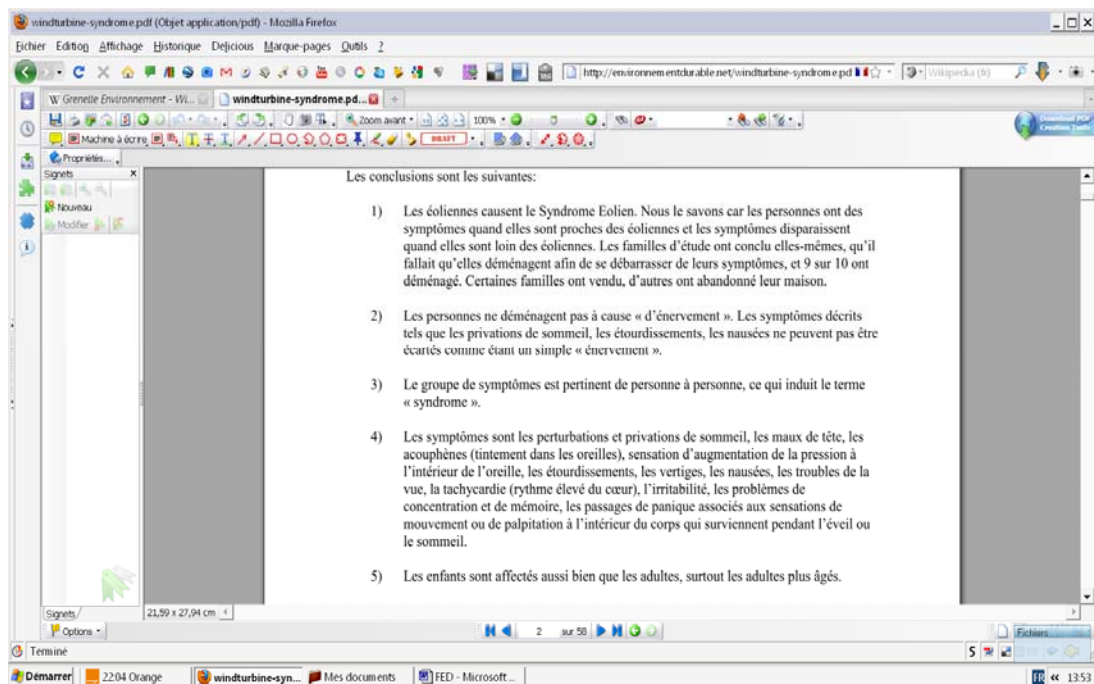 windturbine-syndrome.pdf (Objet application/pdf) - Mozilla Firefox
Fichier Edition Affichage Historique Delicious Marque-pages Outils ?
http://environnementdurable.net/windturbine-syndrome.pd
Wikipedia (fr)
W Grenelle Environnement - Wi...
windturbine-syndrome.pd...
Zoom avant
100%
Download PDF
Creation Tools
Machine à écrire
DRAFT
Propriétés...
Signets
Nouveau
Modifier
Les conclusions sont les suivantes:
1) Les éoliennes causent le Syndrome Eolien. Nous le savons car les personnes ont des
symptômes quand elles sont proches des éoliennes et les symptômes disparaissent
quand elles sont loin des éoliennes. Les familles d’étude ont conclu elles-mêmes, qu’il
fallait qu’elles déménagent afin de se débarrasser de leurs symptômes, et 9 sur 10 ont
déménagé. Certaines familles ont vendu, d’autres ont abandonné leur maison.
2) Les personnes ne déménagent pas à cause « d’énervement ». Les symptômes décrits
tels que les privations de sommeil, les étourdissements, les nausées ne peuvent pas être
écartés comme étant un simple « énervement ».
3) Le groupe de symptômes est pertinent de personne à personne, ce qui induit le terme
« syndrome ».
4) Les symptômes sont les perturbations et privations de sommeil, les maux de tête, les
acouphènes (tintement dans les oreilles), sensation d’augmentation de la pression à
l’intérieur de l’oreille, les étourdissements, les vertiges, les nausées, les troubles de la
vue, la tachycardie (rythme élevé du cœur), l’irritabilité, les problèmes de
concentration et de mémoire, les passages de panique associés aux sensations de
mouvement ou de palpitation à l’intérieur du corps qui surviennent pendant l’éveil ou
le sommeil.
5) Les enfants sont affectés aussi bien que les adultes, surtout les adultes plus âgés.
Signets
21,59 x 27,94 cm
Options
2 sur 58
Fichiers
Terminé
Démarrer
2204 Orange
windturbine-syn...
Mes documents
FED - Microsoft ...
FR
13:53